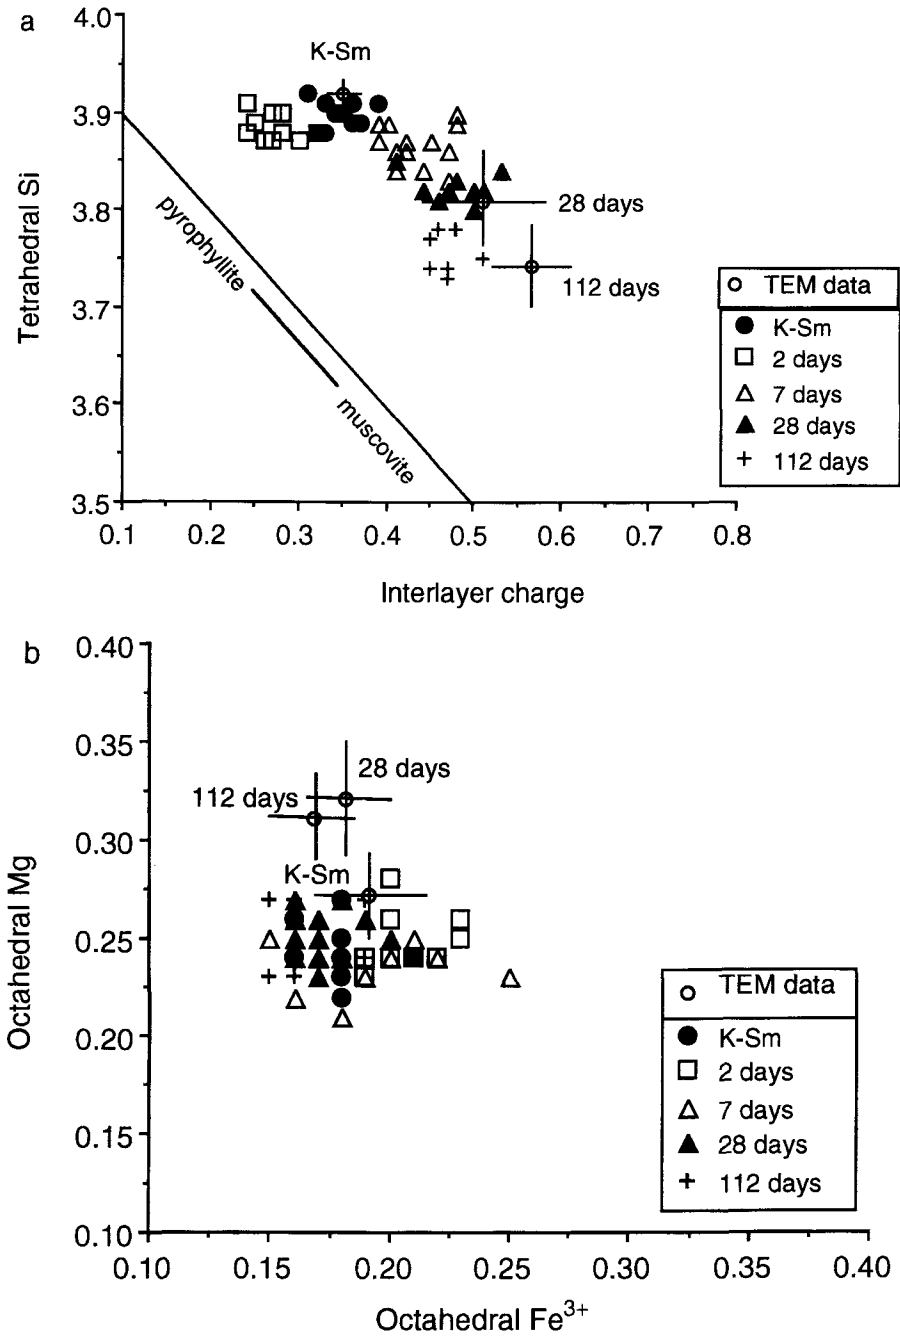 a
4.0
3.9
3.8
3.7
3.6
3.5
Tetrahedral Si
K-Sm
28 days
112 days
pyrophyllite
muscovite
0.1 0.2 0.3 0.4 0.5 0.6 0.7 0.8
Interlayer charge
TEM data
K-Sm
2 days
7 days
28 days
112 days
b
0.40
0.35
0.30
0.25
0.20
0.15
0.10
Octahedral Mg
28 days
112 days
K-Sm
TEM data
K-Sm
2 days
7 days
28 days
112 days
0.10 0.15 0.20 0.25 0.30 0.35 0.40
Octahedral Fe³⁺